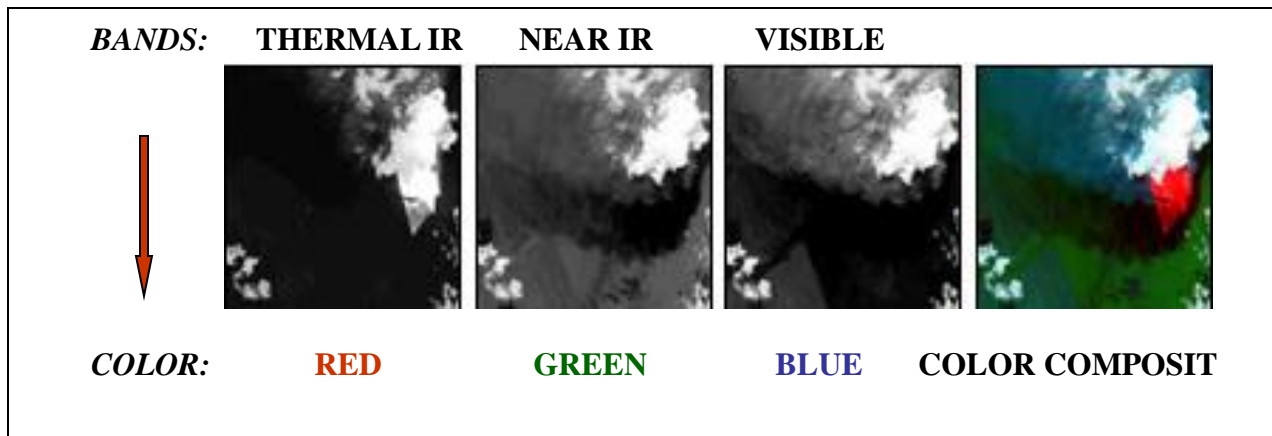 BANDS: THERMAL IR NEAR IR VISIBLE
COLOR: RED GREEN BLUE COLOR COMPOSIT